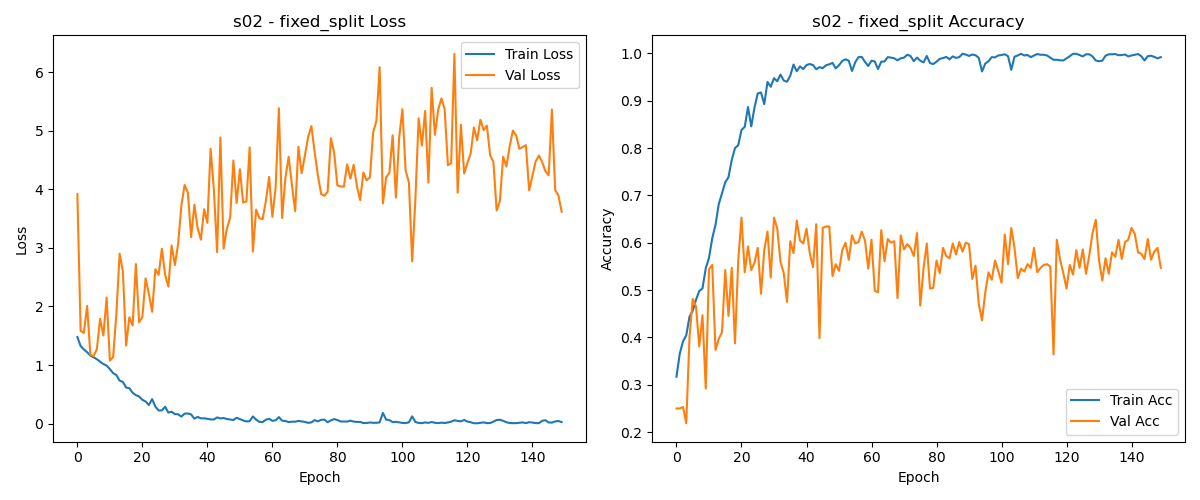 s02 - fixed_split Loss
Train Loss
Val Loss
Loss
6
5
4
3
2
1
0
0 20 40 60 80 100 120 140
Epoch
s02 - fixed_split Accuracy
Accuracy
1.0
0.9
0.8
0.7
0.6
0.5
0.4
0.3
0.2
Train Acc
Val Acc
0 20 40 60 80 100 120 140
Epoch